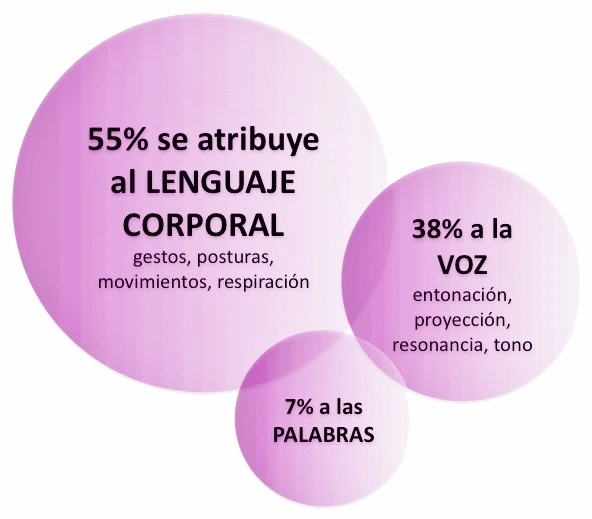 55% se atribuye
al LENGUAJE
CORPORAL
gestos, posturas,
movimientos, respiración
38% a la
VOZ
entonación,
proyección,
resonancia, tono
7% a las
PALABRAS